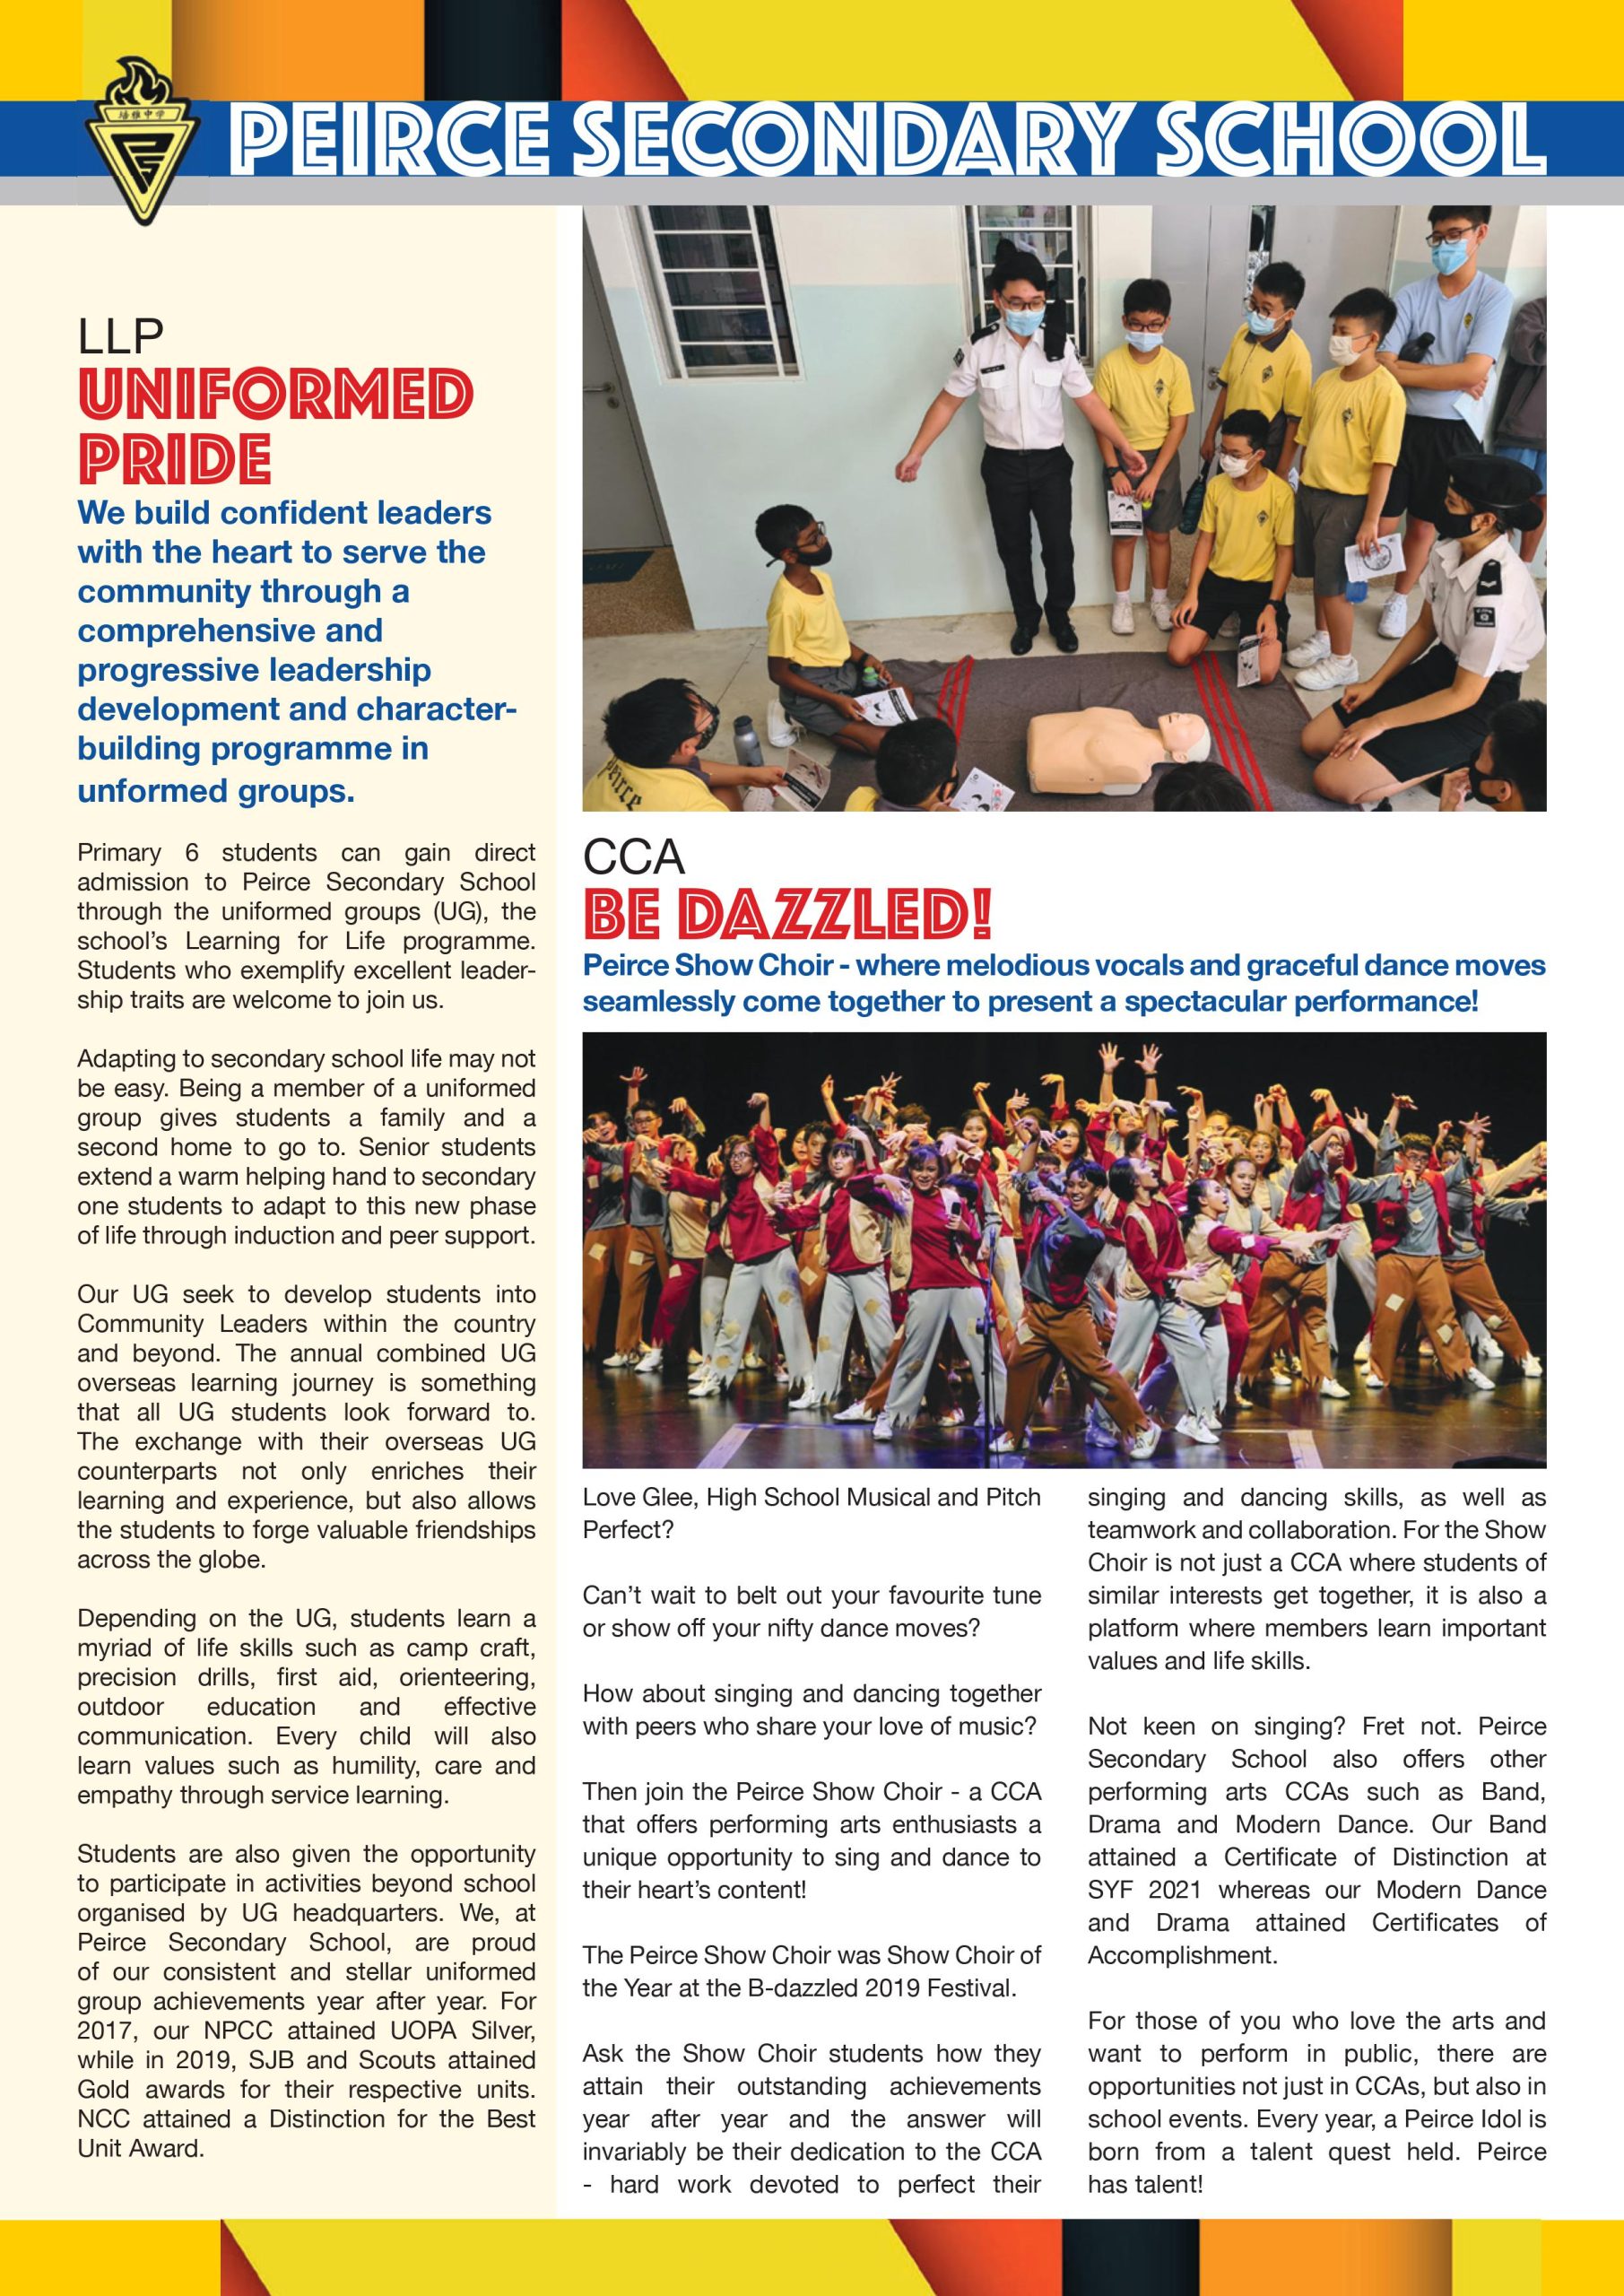 培雅中学
PEIRCE SECONDARY SCHOOL
LLP
UNIFORMED
PRIDE
We build confident leaders
with the heart to serve the
community through a
comprehensive and
progressive leadership
development and character-
building programme in
unformed groups.
Primary 6 students can gain direct
admission to Peirce Secondary School
through the uniformed groups (UG), the
school's Learning for Life programme.
Students who exemplify excellent leader-
ship traits are welcome to join us.
Adapting to secondary school life may not
be easy. Being a member of a uniformed
group gives students a family and a
second home to go to. Senior students
extend a warm helping hand to secondary
one students to adapt to this new phase
of life through induction and peer support.
Our UG seek to develop students into
Community Leaders within the country
and beyond. The annual combined UG
overseas learning journey is something
that all UG students look forward to.
The exchange with their overseas UG
counterparts not only enriches their
learning and experience, but also allows
the students to forge valuable friendships
across the globe.
Depending on the UG, students learn a
myriad of life skills such as camp craft,
precision drills, first aid, orienteering,
outdoor education and effective
communication. Every child will also
learn values such as humility, care and
empathy through service learning.
Students are also given the opportunity
to participate in activities beyond school
organised by UG headquarters. We, at
Peirce Secondary School, are proud
of our consistent and stellar uniformed
group achievements year after year. For
2017, our NPCC attained UOPA Silver,
while in 2019, SJB and Scouts attained
Gold awards for their respective units.
NCC attained a Distinction for the Best
Unit Award.
Peirce
CCA
BE DAZZLED!
Peirce Show Choir - where melodious vocals and graceful dance moves
seamlessly come together to present a spectacular performance!
Love Glee, High School Musical and Pitch
Perfect?
Can't wait to belt out your favourite tune
or show off your nifty dance moves?
How about singing and dancing together
with peers who share your love of music?
Then join the Peirce Show Choir - a CCA
that offers performing arts enthusiasts a
unique opportunity to sing and dance to
their heart's content!
The Peirce Show Choir was Show Choir of
the Year at the B-dazzled 2019 Festival.
Ask the Show Choir students how they
attain their outstanding achievements
year after year and the answer will
invariably be their dedication to the CCA
- hard work devoted to perfect their
singing and dancing skills, as well as
teamwork and collaboration. For the Show
Choir is not just a CCA where students of
similar interests get together, it is also a
platform where members learn important
values and life skills.
Not keen on singing? Fret not. Peirce
Secondary School also offers other
performing arts CCAs such as Band,
Drama and Modern Dance. Our Band
attained a Certificate of Distinction at
SYF 2021 whereas our Modern Dance
and Drama attained Certificates of
Accomplishment.
For those of you who love the arts and
want to perform in public, there are
opportunities not just in CCAs, but also in
school events. Every year, a Peirce Idol is
born from a talent quest held. Peirce
has talent!